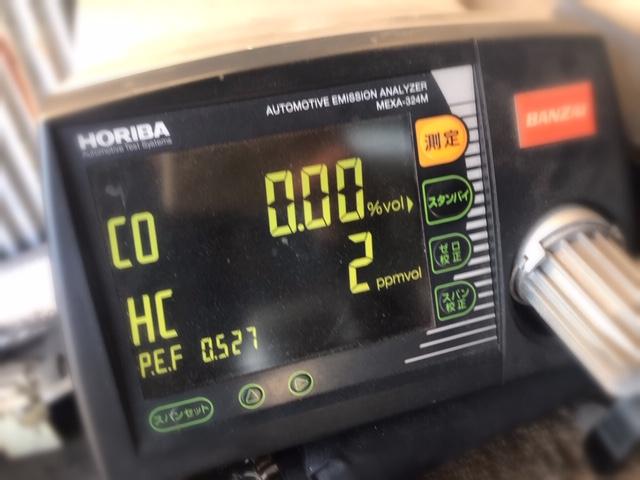 AUTOMOTIVE EMISSION ANALYZER
MEXA-324M
HORIBA
Automotive Test Systems
BANZAI
測定
CO 0.00 %vol
スタンバイ
HC 2 ppmvol
ゼロ
校正
スパン
校正
P.E.F 0.527
スパンセット